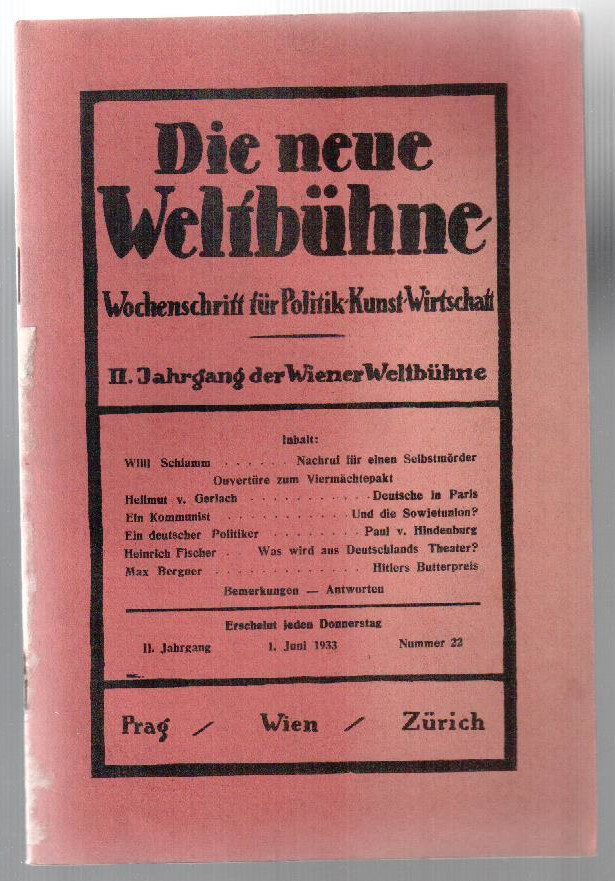 Die neue
Weltbühne
Wochenschrift für Politik·Kunst·Wirtschaft
II. Jahrgang der Wiener Weltbühne
Inhalt:
Willi Schlamm . . . . . . Nachruf für einen Selbstmörder
Ouvertüre zum Viermächtepakt
Hellmut v. Gerlach . . . . . . . . . . . Deutsche in Paris
Ein Kommunist . . . . . . . . . . . . Und die Sowjetunion?
Ein deutscher Politiker . . . . . . . . . Paul v. Hindenburg
Heinrich Fischer . . . Was wird aus Deutschlands Theater?
Max Bergner . . . . . . . . . . . . . . Hitlers Butterpreis
Bemerkungen — Antworten
Erscheint jeden Donnerstag
II. Jahrgang 1. Juni 1933 Nummer 22
Prag / Wien / Zürich